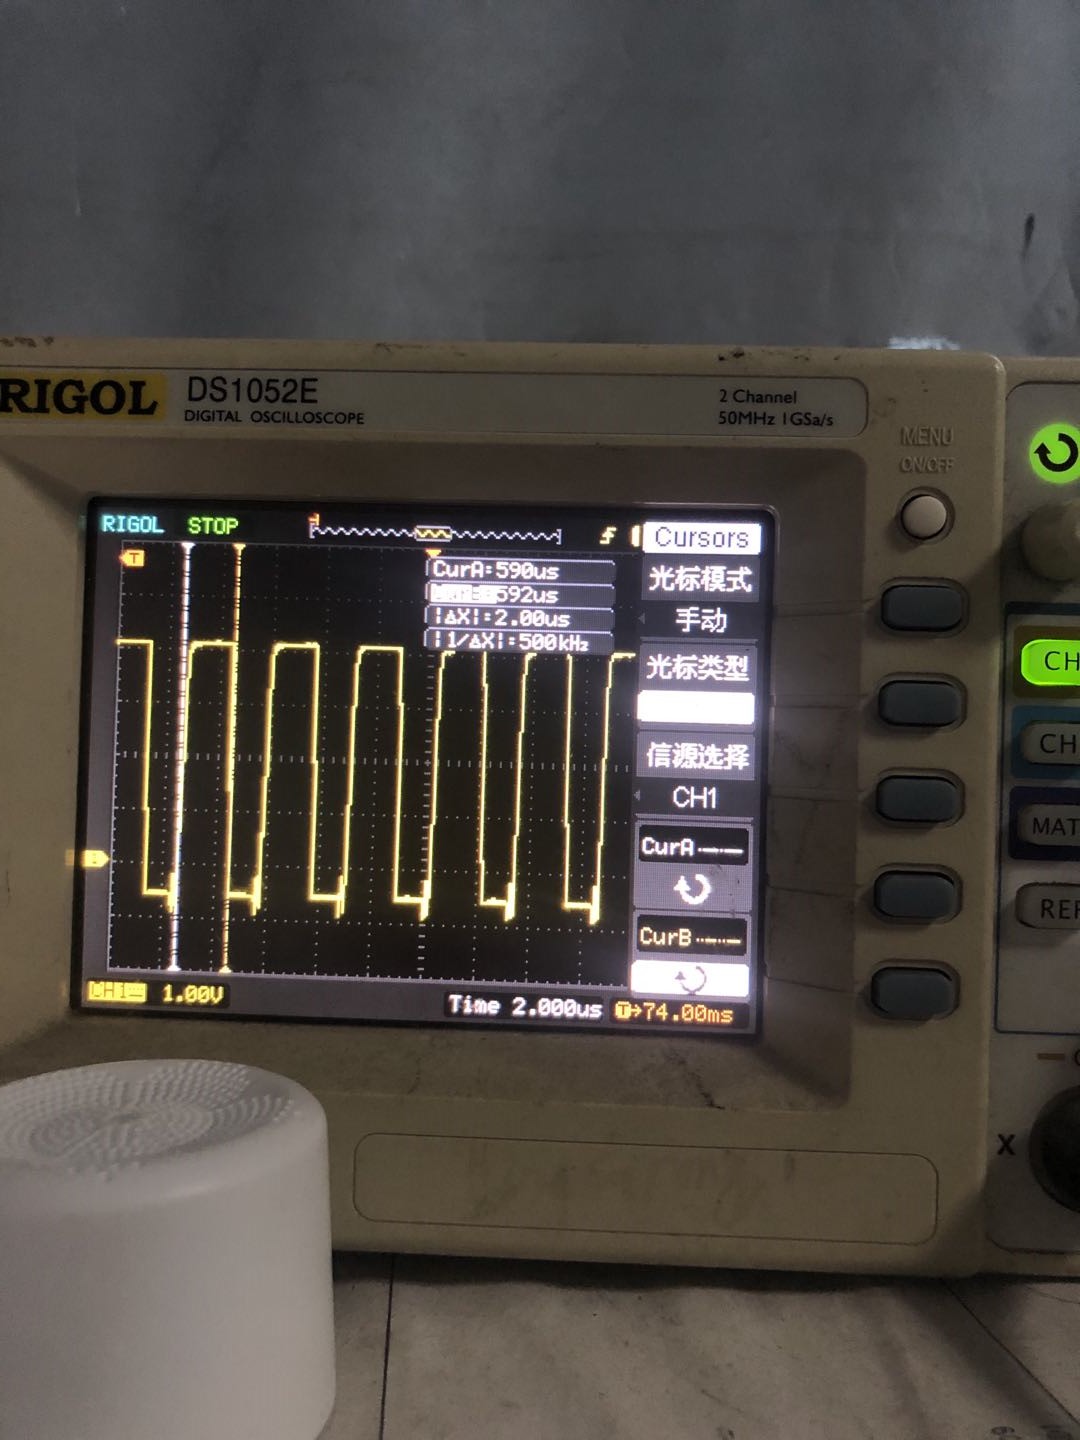 RIGOL
DS1052E
DIGITAL OSCILLOSCOPE
2 Channel
50MHz 1GSa/s
MENU
ON/OFF
RIGOL STOP
T
Cursors
CurA:590us
592us
|ΔX|:2.00us
|1/ΔX|:500kHz
光标模式
手动
光标类型
信源选择
CH1
CurA
CurB
1
CH1 1.00V
Time 2.000us
T→74.00ms
CH
CH
MAT
REF
X